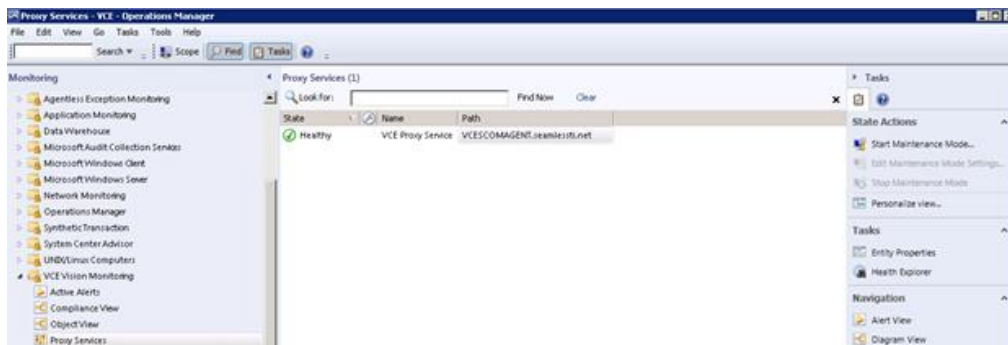 Proxy Services - VCE - Operations Manager
File Edit View Go Tasks Tools Help
Search Scope Find Tasks
Monitoring
Agentless Exception Monitoring
Application Monitoring
Data Warehouse
Microsoft Audit Collection Services
Microsoft Windows Client
Microsoft Windows Server
Network Monitoring
Operations Manager
Synthetic Transaction
System Center Advisor
UNIX/Linux Computers
VCE Vision Monitoring
Active Alerts
Compliance View
Object View
Proxy Services
Proxy Services (1)
Look for: Find Now Clear
State Name Path
Healthy VCE Proxy Service VCESCOMAGENT.seamlessti.net
Tasks
State Actions
Start Maintenance Mode...
Edit Maintenance Mode Settings...
Stop Maintenance Mode
Personalize view...
Tasks
Entity Properties
Health Explorer
Navigation
Alert View
Diagram View